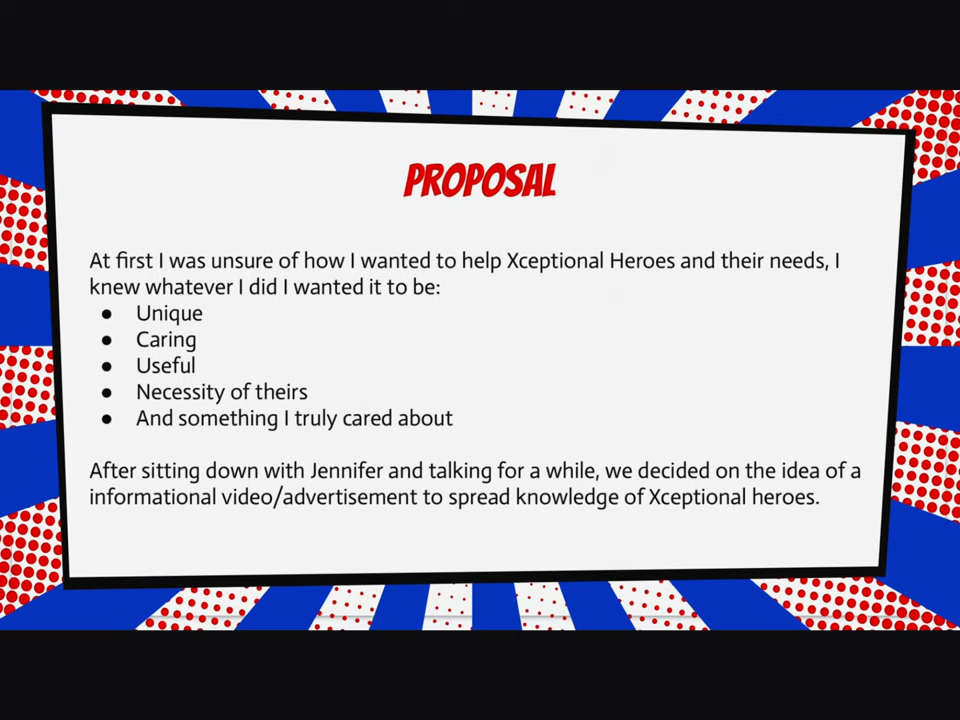 PROPOSAL
At first I was unsure of how I wanted to help Xceptional Heroes and their needs, I
knew whatever I did I wanted it to be:
● Unique
● Caring
● Useful
● Necessity of theirs
● And something I truly cared about
After sitting down with Jennifer and talking for a while, we decided on the idea of a
informational video/advertisement to spread knowledge of Xceptional heroes.